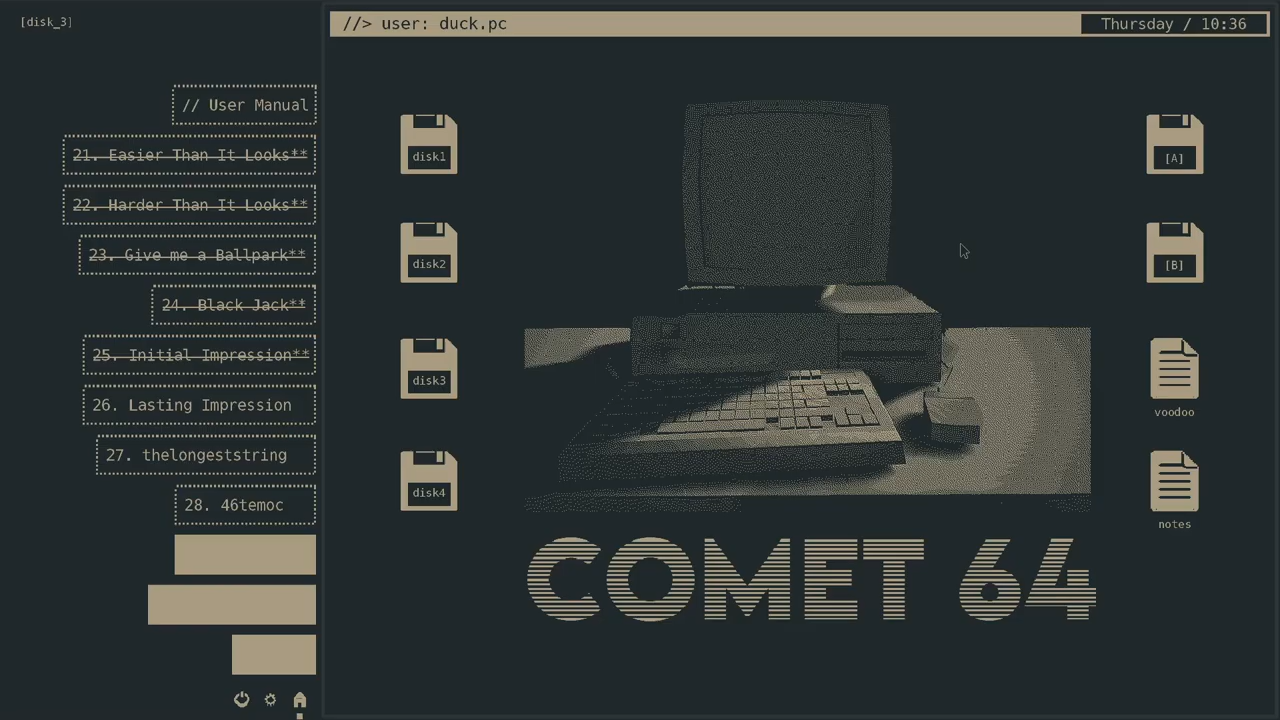 [disk_3]
//> user: duck.pc
Thursday / 10:36
// User Manual
21. Easier Than It Looks**
22. Harder Than It Looks**
23. Give me a Ballpark**
24. Black Jack**
25. Initial Impression**
26. Lasting Impression
27. thelongeststring
28. 46temoc
disk1
disk2
disk3
disk4
[A]
[B]
voodoo
notes
COMET 64